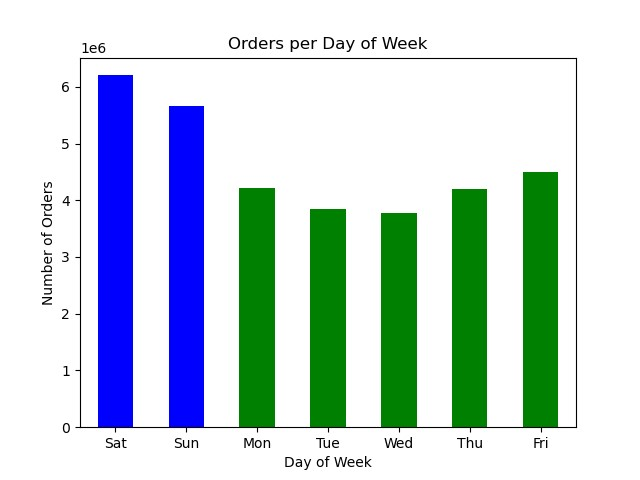 Orders per Day of Week
1e6
Number of Orders
6
5
4
3
2
1
0
Sat Sun Mon Tue Wed Thu Fri
Day of Week